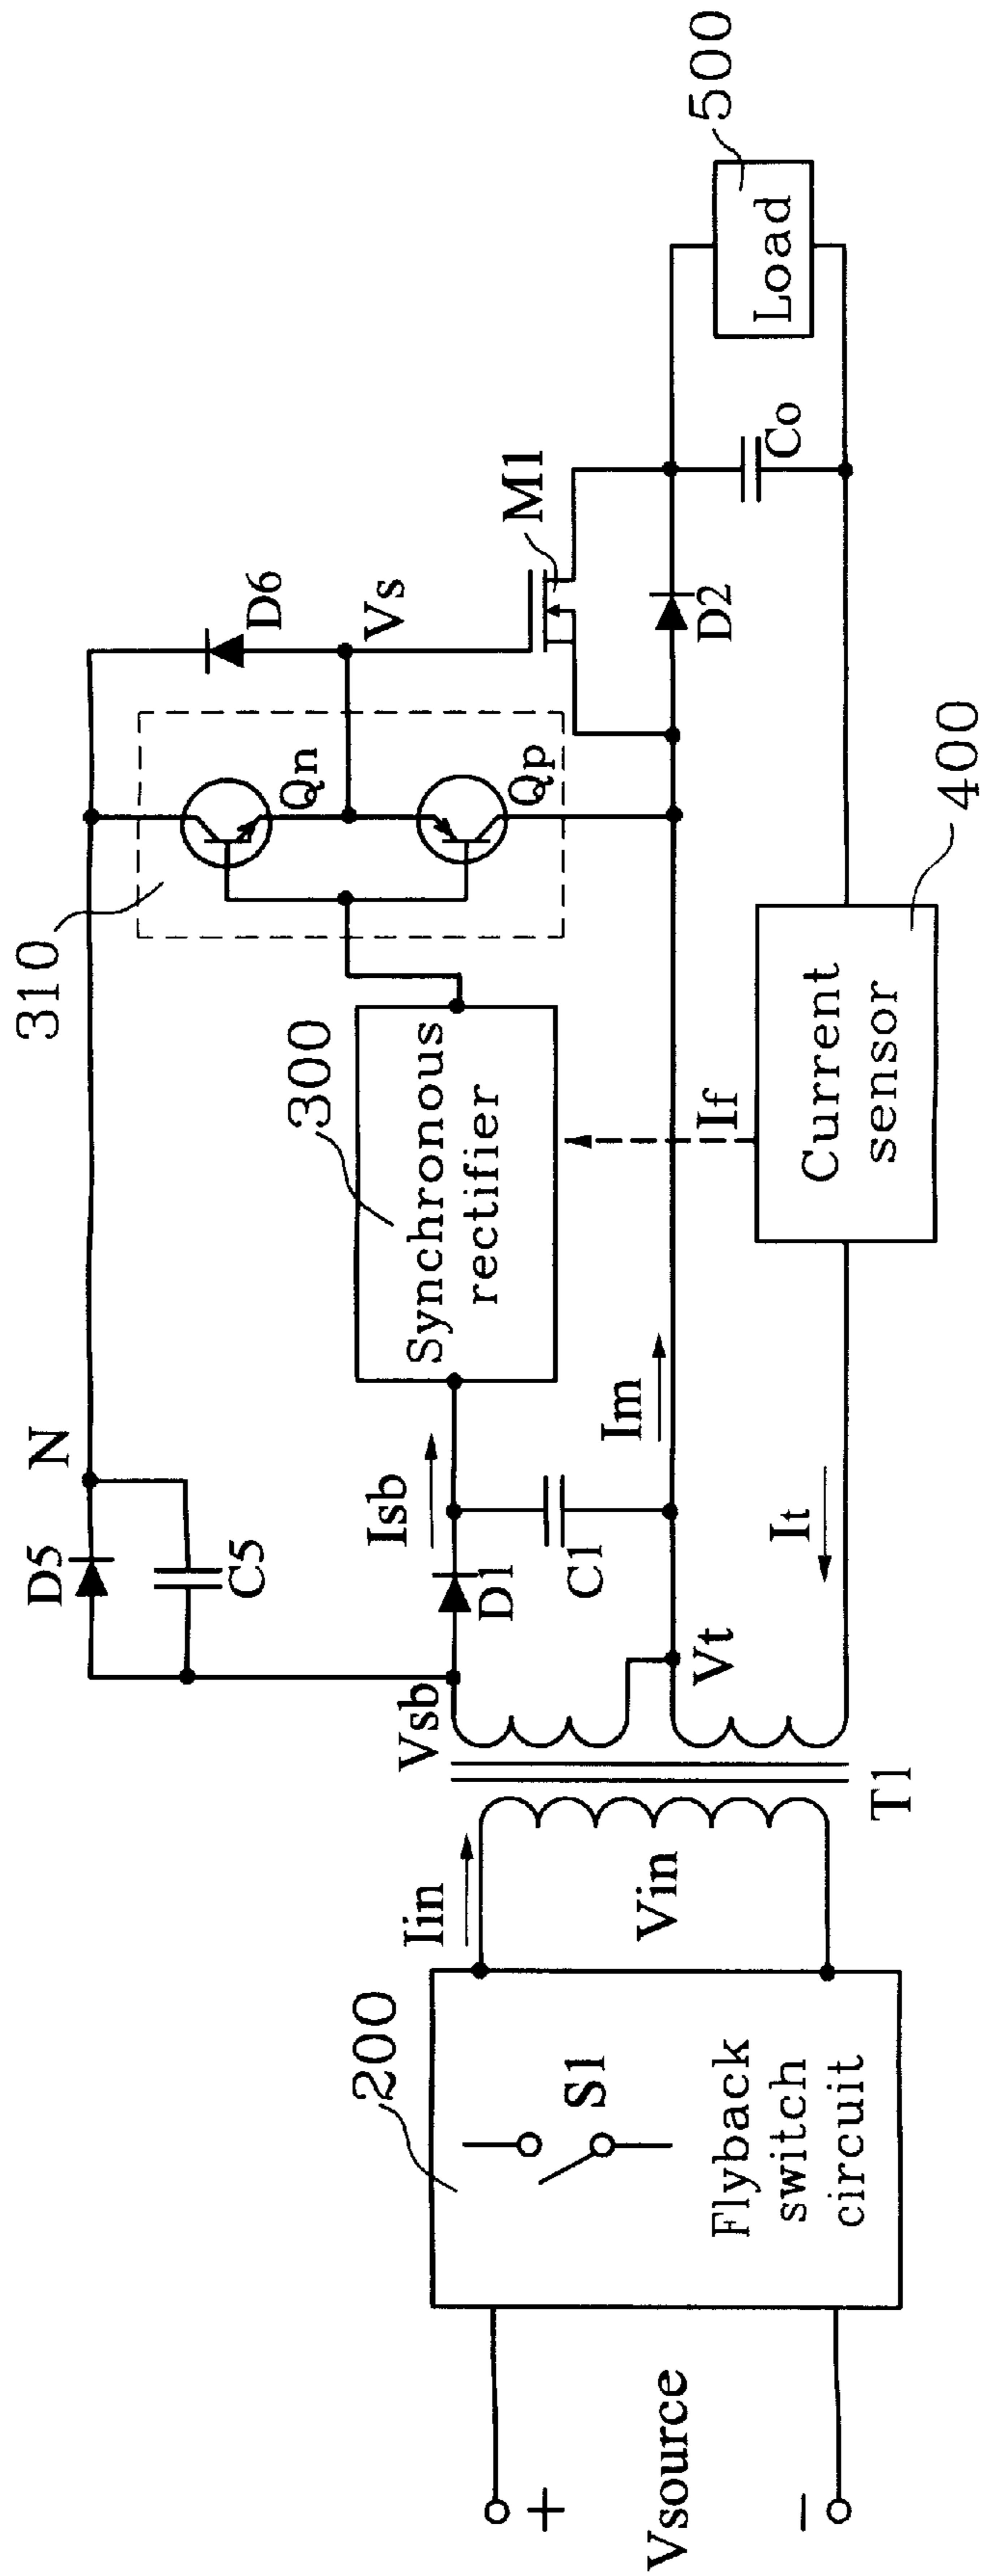 Vsource
+
−
200
S1
Flyback
switch
circuit
Iin
Vin
T1
Vsb
Vt
D5
C5
N
D1
C1
Isb
Im
It
300
Synchronous
rectifier
If
400
Current
sensor
310
Qn
Qp
D6
Vs
M1
D2
Co
500
Load